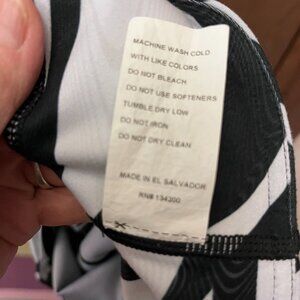 MACHINE WASH COLD
WITH LIKE COLORS
DO NOT BLEACH
DO NOT USE SOFTENERS
TUMBLE DRY LOW
DO NOT IRON
DO NOT DRY CLEAN
MADE IN EL SALVADOR
RN# 134200